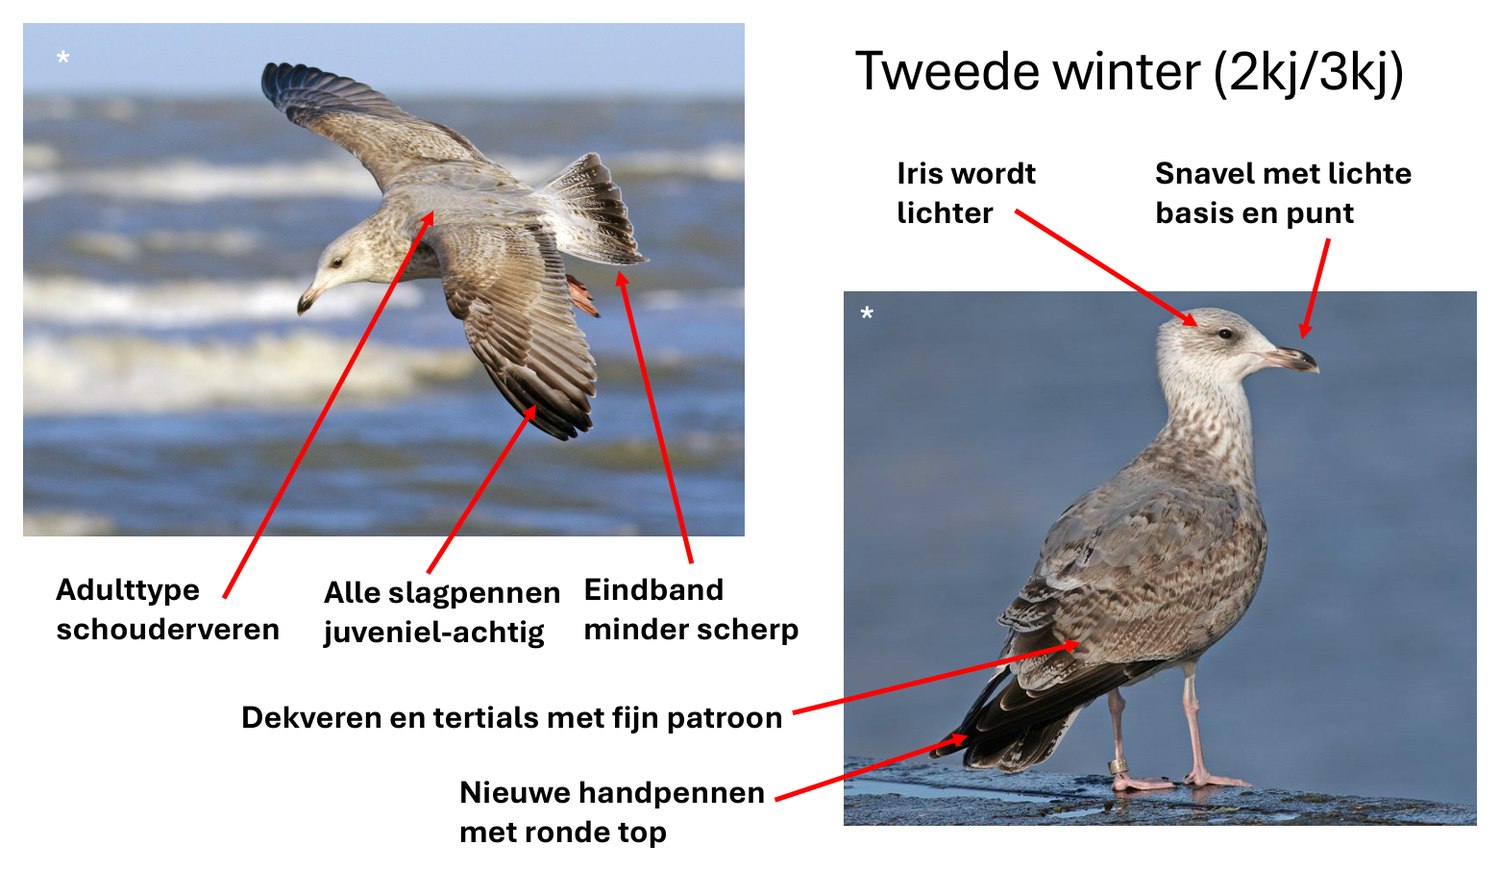 *
Tweede winter (2kj/3kj)
Iris wordt
lichter
Snavel met lichte
basis en punt
*
Adulttype
schouderveren
Alle slagpennen
juveniel-achtig
Eindband
minder scherp
Dekveren en tertials met fijn patroon
Nieuwe handpennen
met ronde top